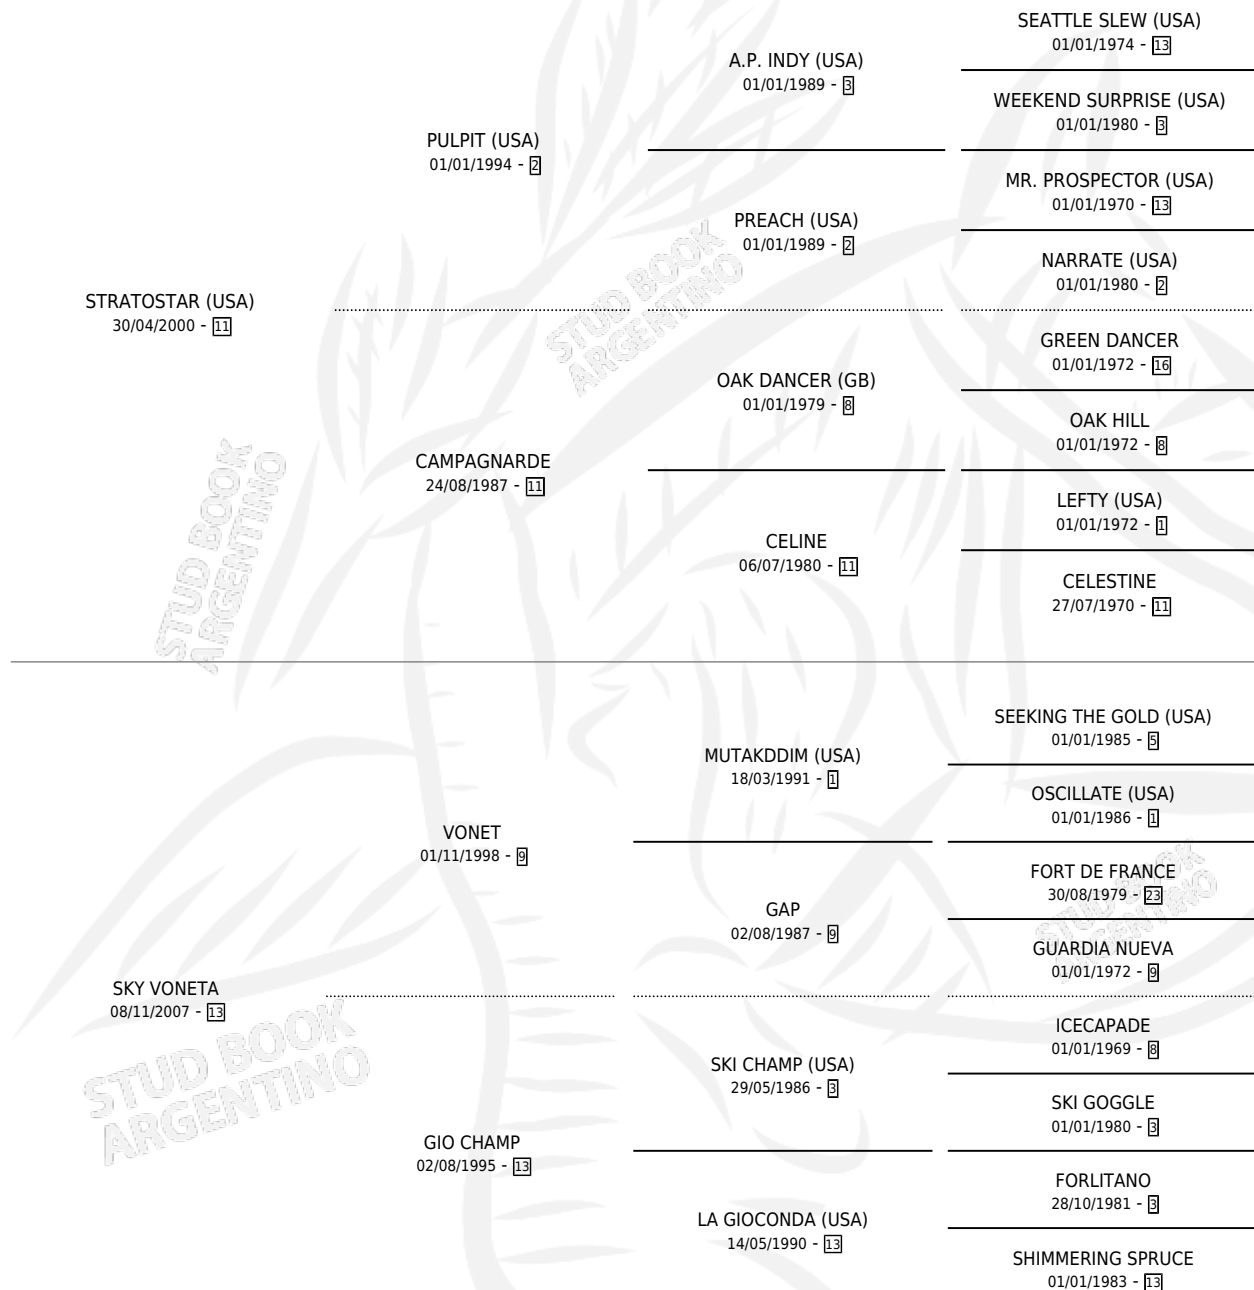 SEATTLE SLEW (USA)
01/01/1974 - 13
A.P. INDY (USA)
01/01/1989 - 3
WEEKEND SURPRISE (USA)
01/01/1980 - 3
PULPIT (USA)
01/01/1994 - 2
MR. PROSPECTOR (USA)
01/01/1970 - 13
PREACH (USA)
01/01/1989 - 2
NARRATE (USA)
01/01/1980 - 2
STRATOSTAR (USA)
30/04/2000 - 11
GREEN DANCER
01/01/1972 - 16
OAK DANCER (GB)
01/01/1979 - 8
OAK HILL
01/01/1972 - 8
CAMPAGNARDE
24/08/1987 - 11
LEFTY (USA)
01/01/1972 - 1
CELINE
06/07/1980 - 11
CELESTINE
27/07/1970 - 11
SEEKING THE GOLD (USA)
01/01/1985 - 5
MUTAKDDIM (USA)
18/03/1991 - 1
OSCILLATE (USA)
01/01/1986 - 1
VONET
01/11/1998 - 9
FORT DE FRANCE
30/08/1979 - 23
GAP
02/08/1987 - 9
GUARDIA NUEVA
01/01/1972 - 9
SKY VONETA
08/11/2007 - 13
ICECAPADE
01/01/1969 - 8
SKI CHAMP (USA)
29/05/1986 - 3
SKI GOGGLE
01/01/1980 - 3
GIO CHAMP
02/08/1995 - 13
FORLITANO
28/10/1981 - 3
LA GIOCONDA (USA)
14/05/1990 - 13
SHIMMERING SPRUCE
01/01/1983 - 13
STUD BOOK
ARGENTINO
STUD BOOK
ARGENTINO
STUD BOOK
ARGENTINO
STUD BOOK
ARGENTINO